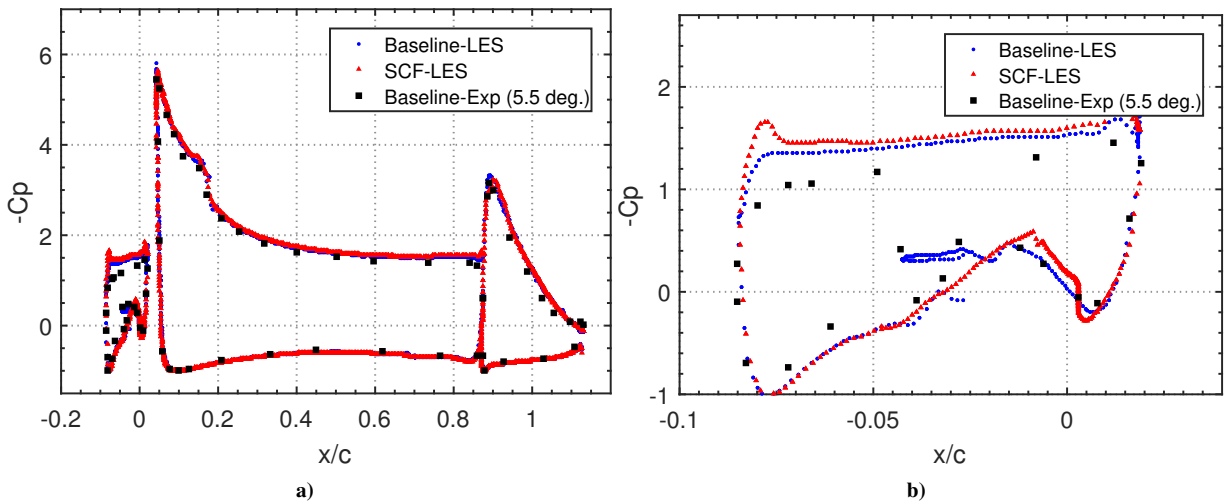 Baseline-LES
SCF-LES
Baseline-Exp (5.5 deg.)
6
4
2
0
-Cp
-0.2
0
0.2
0.4
0.6
0.8
1
x/c
a)
Baseline-LES
SCF-LES
Baseline-Exp (5.5 deg.)
2
1
0
-1
-Cp
-0.1
-0.05
0
x/c
b)